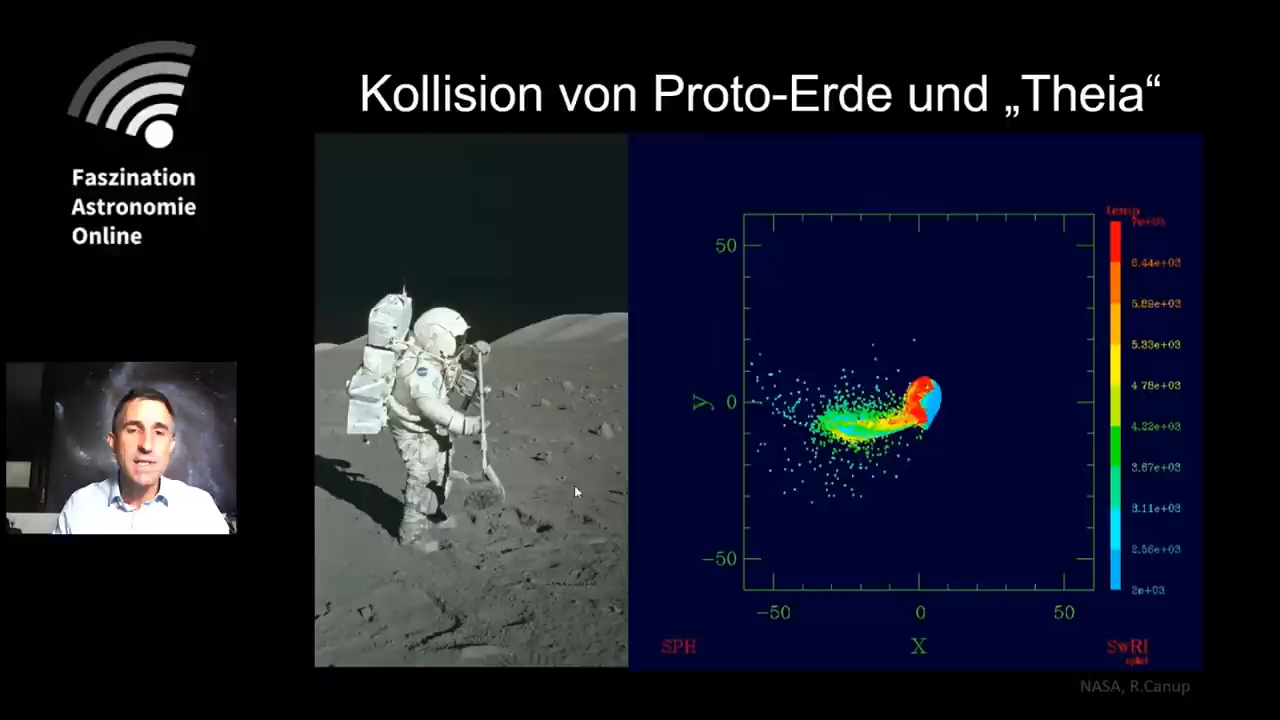 Kollision von Proto-Erde und „Theia“
Faszination
Astronomie
Online
temp
7e+03
6.44e+03
5.89e+03
5.33e+03
4.78e+03
4.22e+03
3.67e+03
3.11e+03
2.56e+03
2e+03
50
0
-50
y
-50
0
50
X
SPH
SwRI
NASA, R.Canup